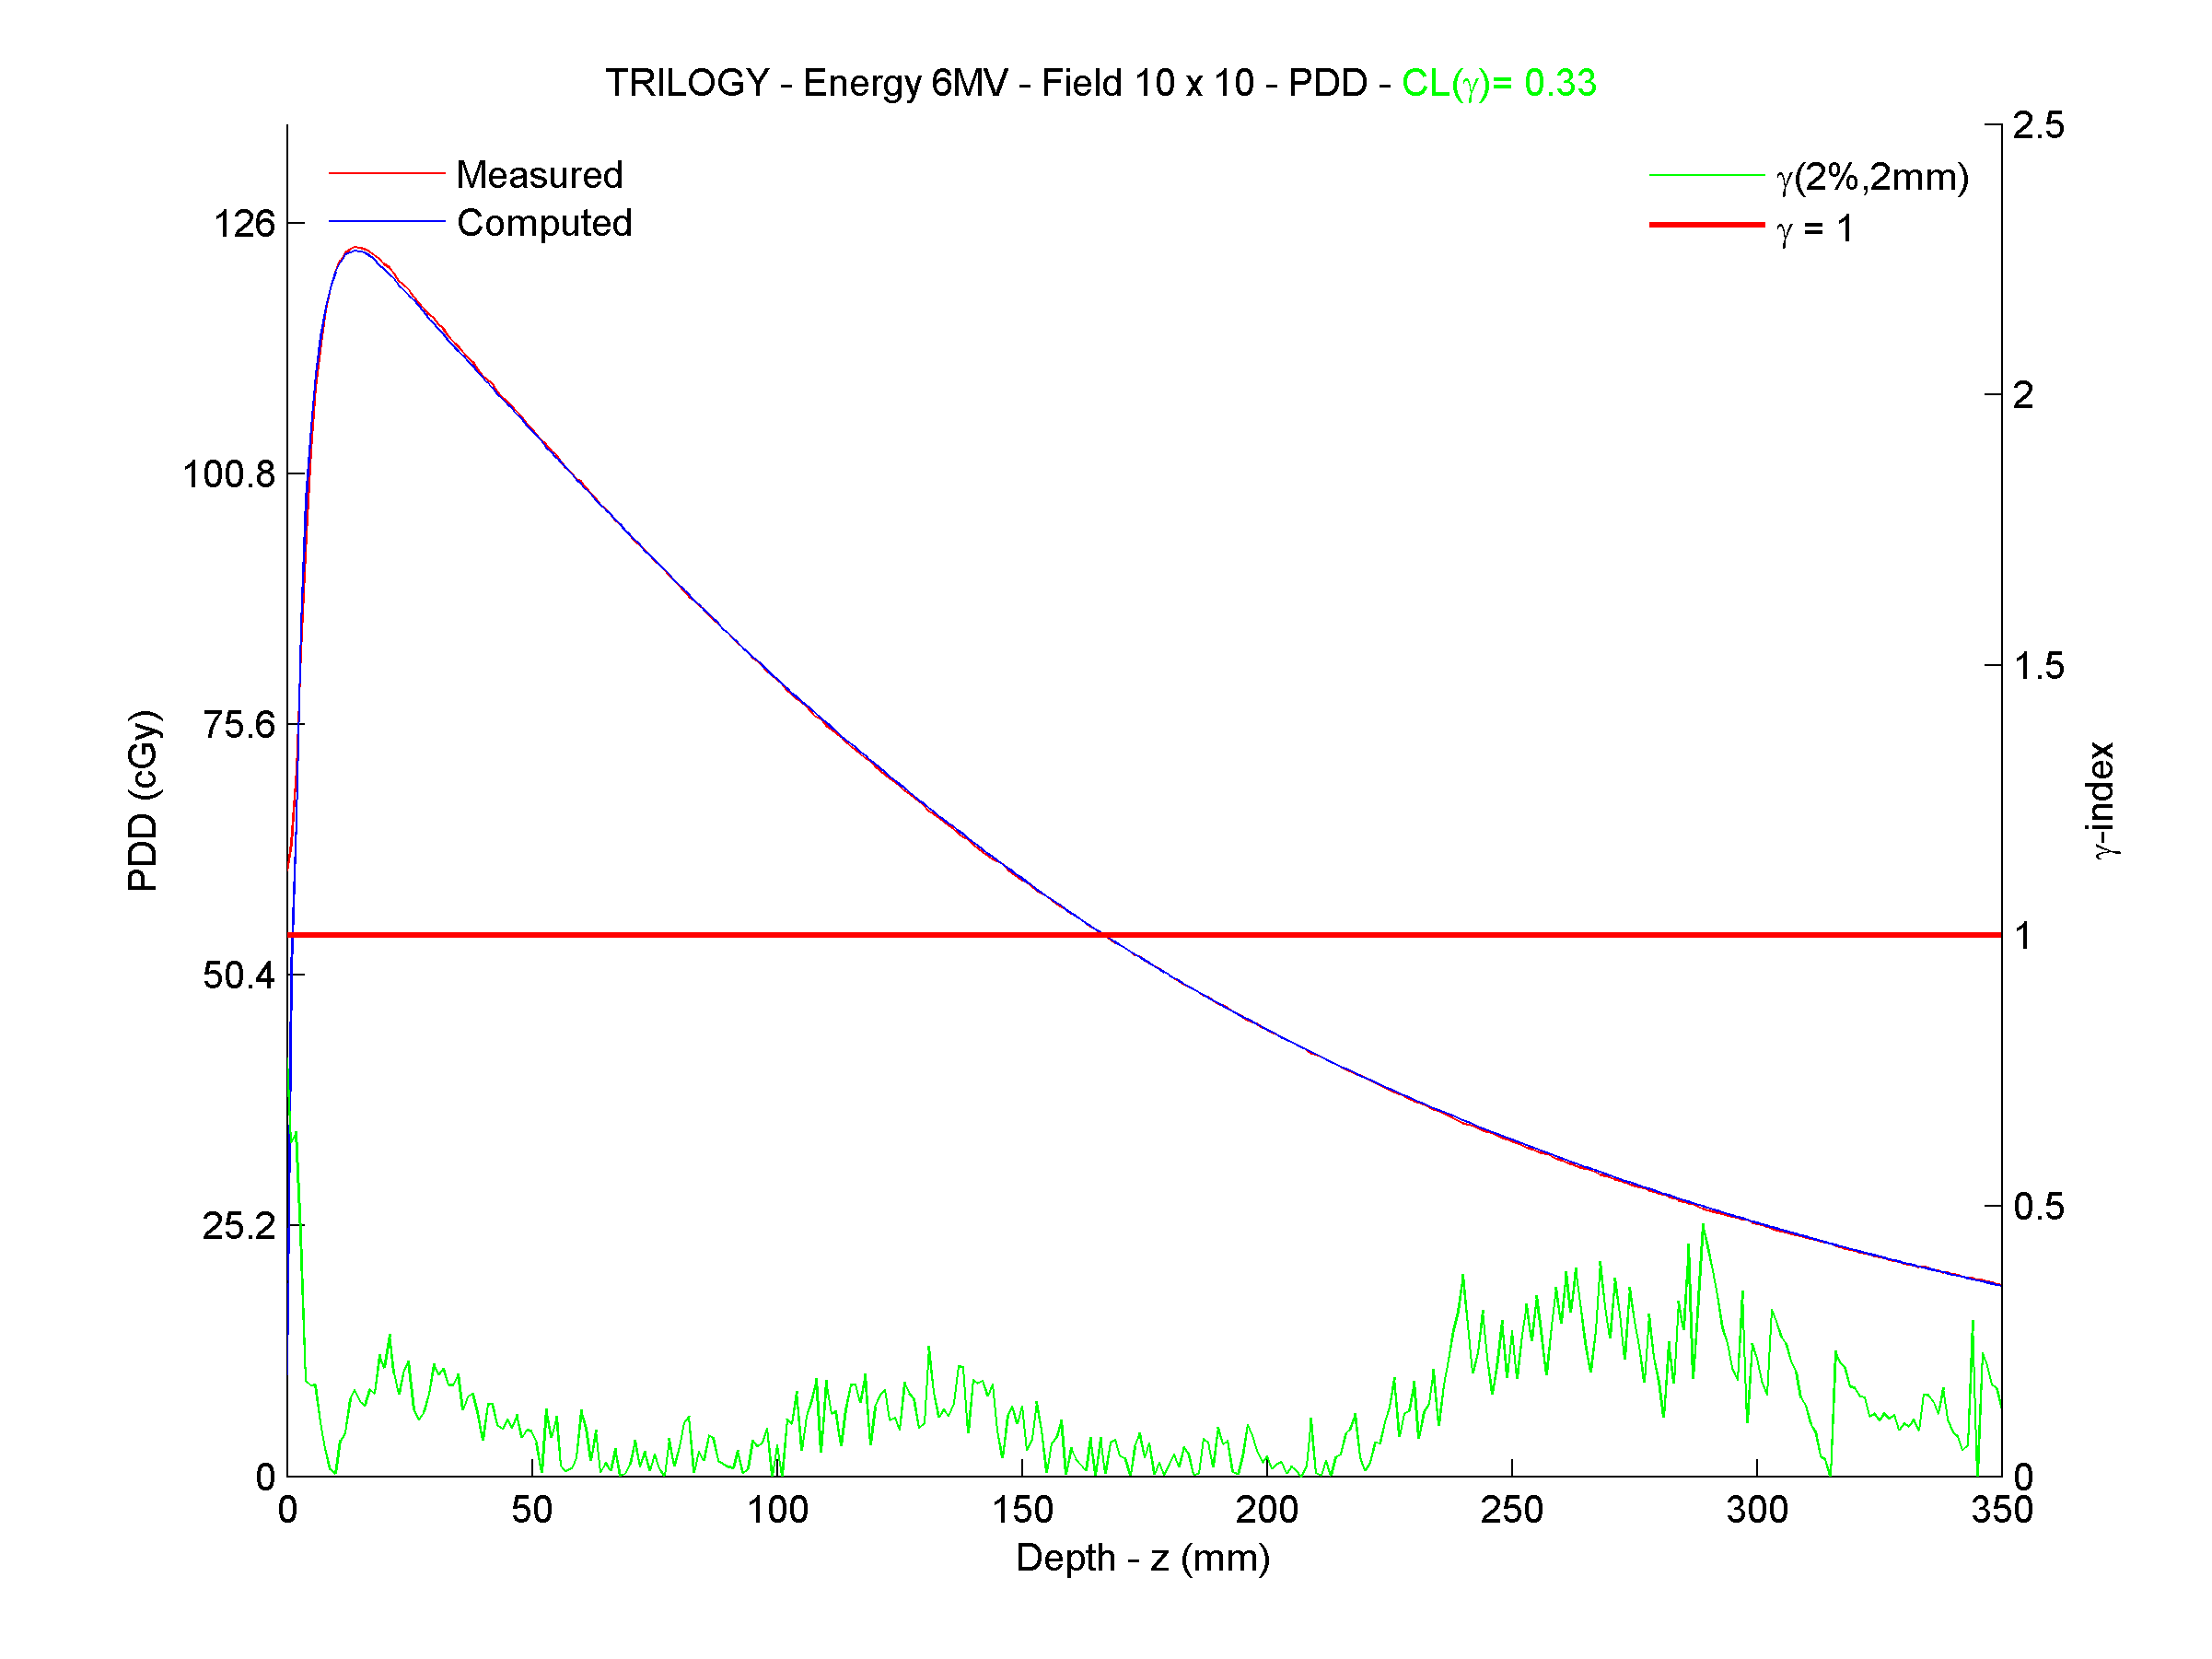 TRILOGY - Energy 6MV - Field 10 x 10 - PDD - CL(γ)= 0.33
Measured
Computed
γ(2%,2mm)
γ = 1
126
100.8
75.6
50.4
25.2
0
PDD (cGy)
2.5
2
1.5
1
0.5
0
γ-index
0 50 100 150 200 250 300 350
Depth - z (mm)